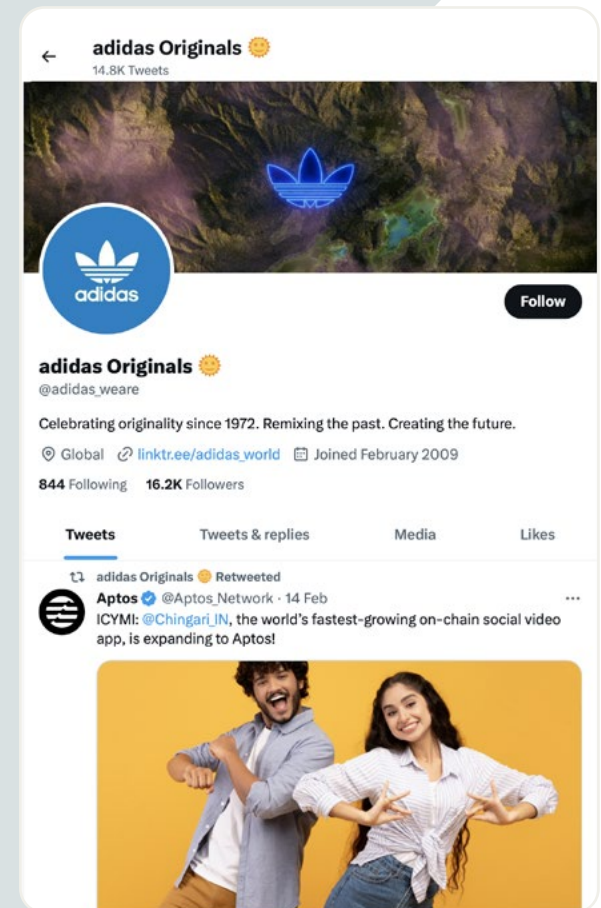 adidas Originals 🌞
14.8K Tweets
adidas
Follow
adidas Originals 🌞
@adidas_weare
Celebrating originality since 1972. Remixing the past. Creating the future.
Global linktr.ee/adidas_world Joined February 2009
844 Following 16.2K Followers
Tweets Tweets & replies Media Likes
adidas Originals 🌞 Retweeted
Aptos @Aptos_Network · 14 Feb ···
ICYMI: @Chingari_IN, the world's fastest-growing on-chain social video
app, is expanding to Aptos!